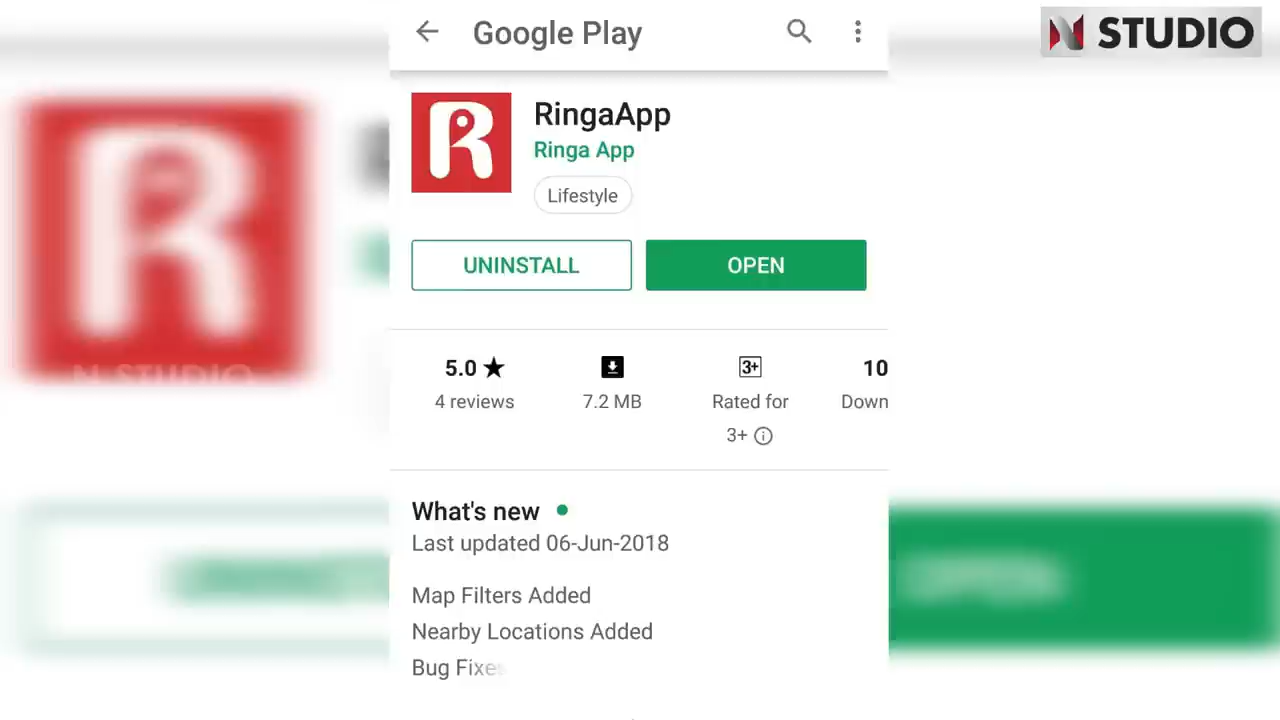 Google Play
N STUDIO
RingaApp
Ringa App
Lifestyle
UNINSTALL
OPEN
5.0 ★
4 reviews
7.2 MB
3+
Rated for
3+
10
Down
What's new
Last updated 06-Jun-2018
Map Filters Added
Nearby Locations Added
Bug Fixes